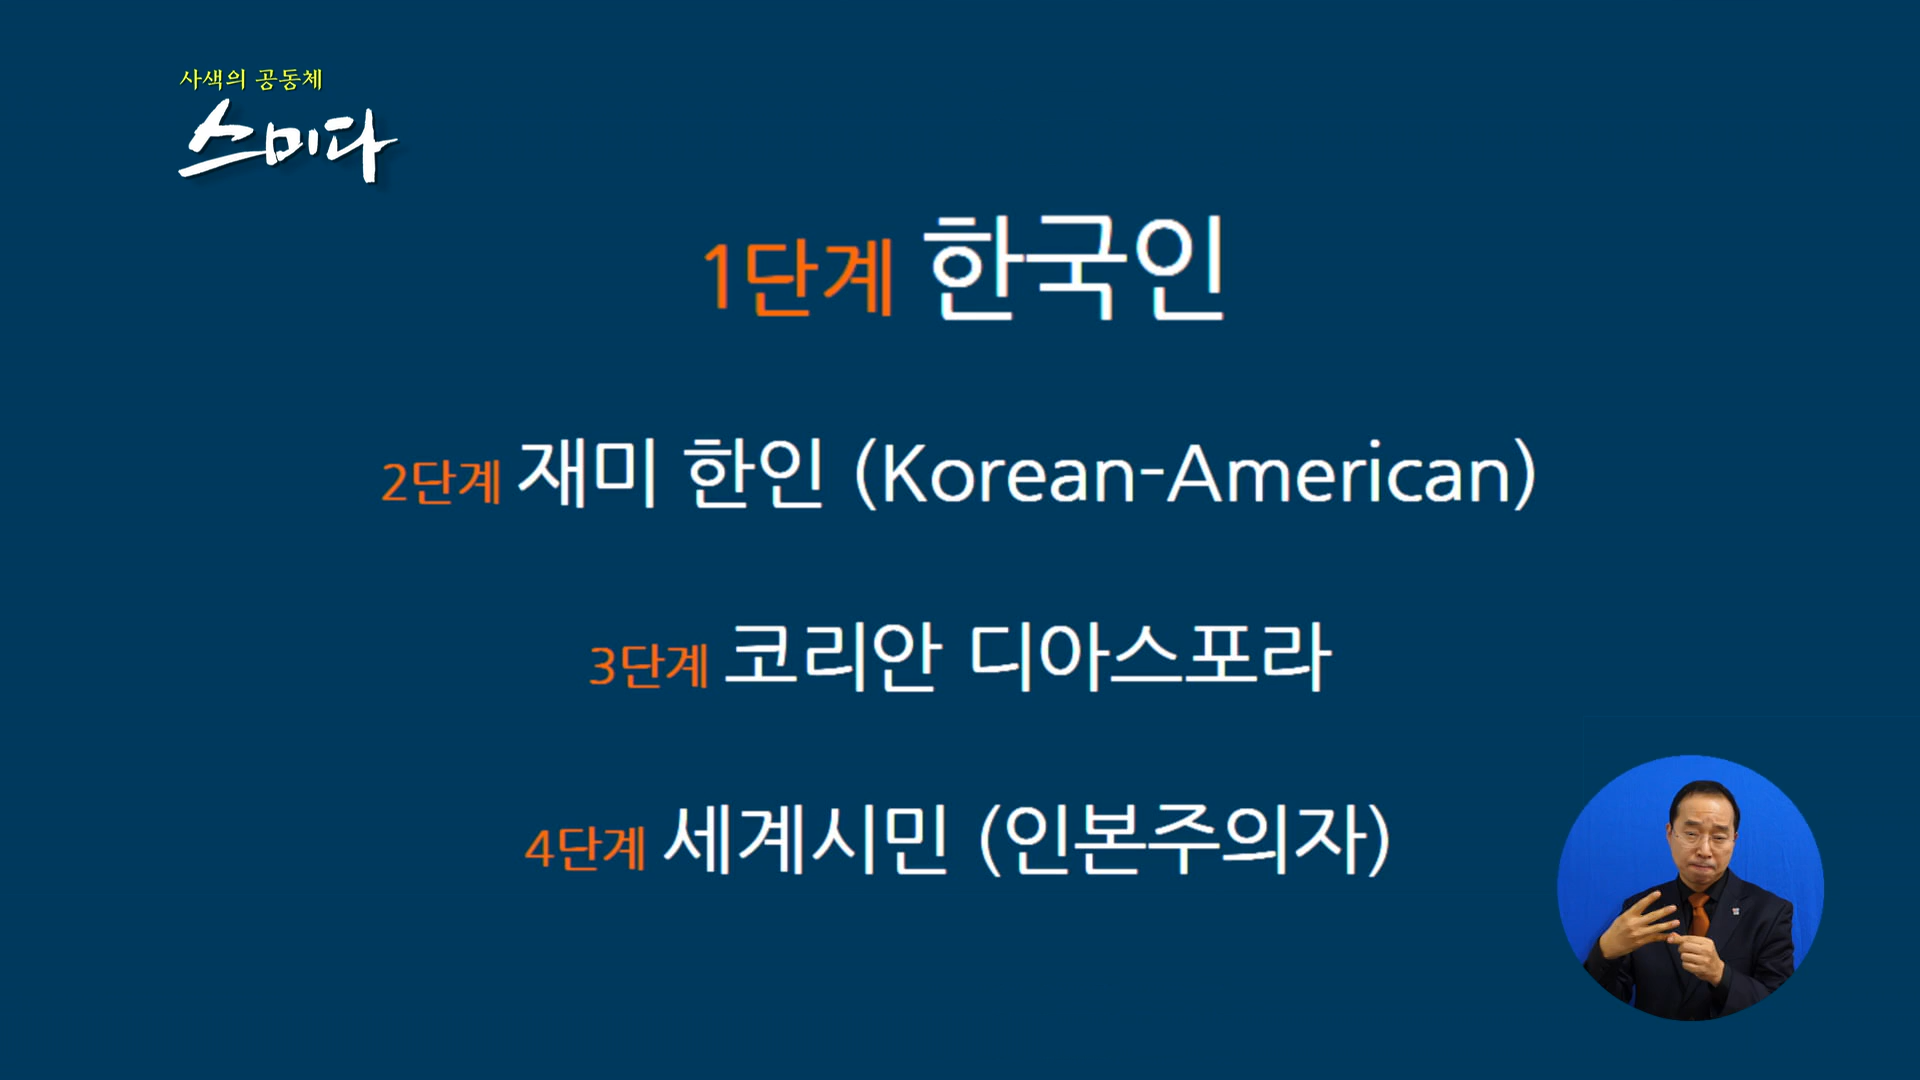 사색의 공동체
스미다
1단계 한국인
2단계 재미 한인 (Korean-American)
3단계 코리안 디아스포라
4단계 세계시민 (인본주의자)